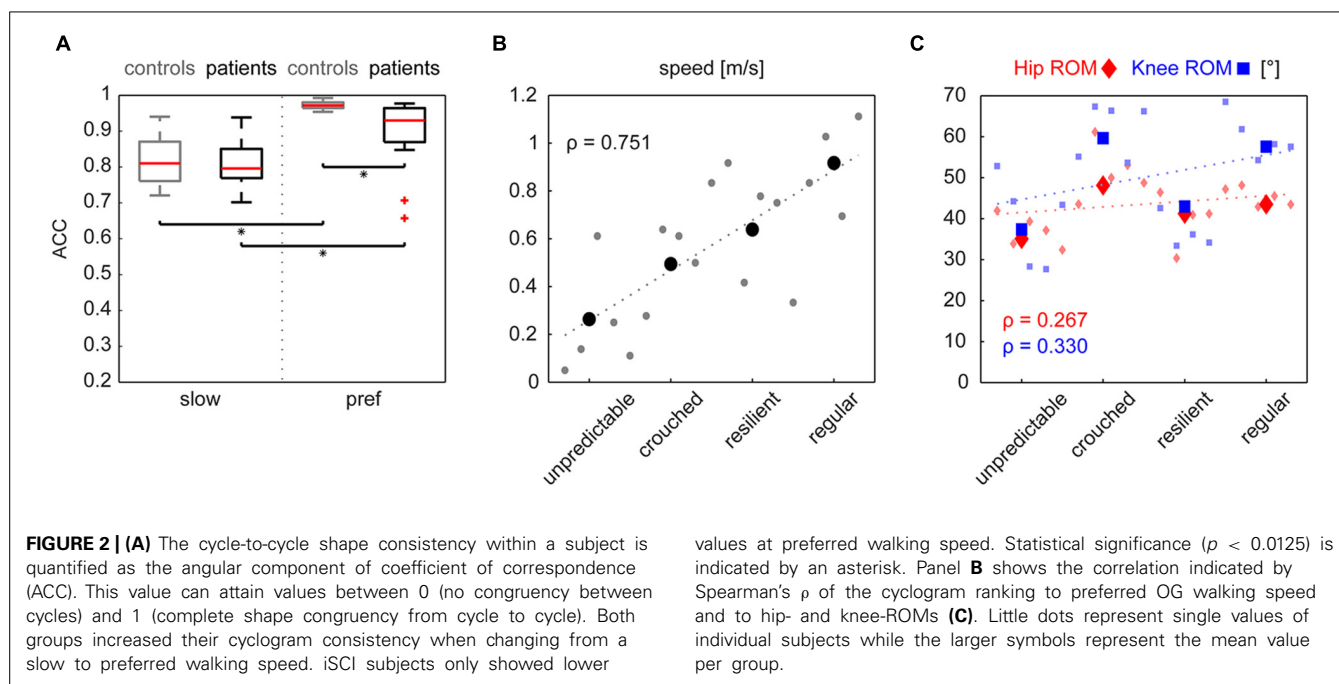 A
controls patients controls patients
1
0.9
0.8
0.7
0.6
0.5
0.4
0.3
0.2
ACC
*
*
*
slow pref
B
speed [m/s]
1.2
1
0.8
0.6
0.4
0.2
0
ρ = 0.751
unpredictable
crouched
resilient
regular
C
Hip ROM Knee ROM [°]
70
60
50
40
30
20
10
0
ρ = 0.267
ρ = 0.330
unpredictable
crouched
resilient
regular
FIGURE 2 | (A) The cycle-to-cycle shape consistency within a subject is
quantified as the angular component of coefficient of correspondence
(ACC). This value can attain values between 0 (no congruency between
cycles) and 1 (complete shape congruency from cycle to cycle). Both
groups increased their cyclogram consistency when changing from a
slow to preferred walking speed. iSCI subjects only showed lower
values at preferred walking speed. Statistical significance (p < 0.0125) is
indicated by an asterisk. Panel B shows the correlation indicated by
Spearman's ρ of the cyclogram ranking to preferred OG walking speed
and to hip- and knee-ROMs (C). Little dots represent single values of
individual subjects while the larger symbols represent the mean value
per group.